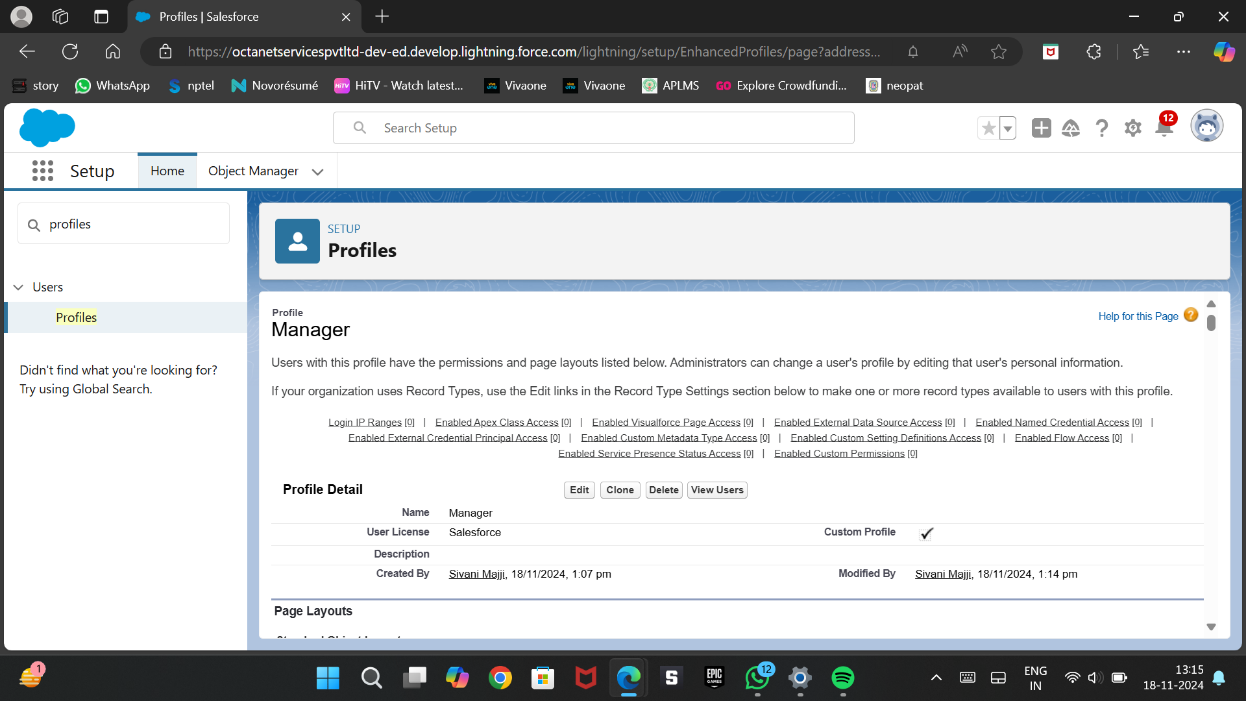 Profiles | Salesforce
https://octanetservicespvtltd-dev-ed.develop.lightning.force.com/lightning/setup/EnhancedProfiles/page?address...
story WhatsApp nptel Novorésumé HiTV - Watch latest... Vivaone Vivaone APLMS GO Explore Crowdfundi... neopat
Search Setup
12
Setup Home Object Manager
profiles
Users
Profiles
Didn't find what you're looking for?
Try using Global Search.
SETUP
Profiles
Profile
Manager
Help for this Page ?
Users with this profile have the permissions and page layouts listed below. Administrators can change a user's profile by editing that user's personal information.
If your organization uses Record Types, use the Edit links in the Record Type Settings section below to make one or more record types available to users with this profile.
Login IP Ranges [0] | Enabled Apex Class Access [0] | Enabled Visualforce Page Access [0] | Enabled External Data Source Access [0] | Enabled Named Credential Access [0] |
Enabled External Credential Principal Access [0] | Enabled Custom Metadata Type Access [0] | Enabled Custom Setting Definitions Access [0] | Enabled Flow Access [0] |
Enabled Service Presence Status Access [0] | Enabled Custom Permissions [0]
Profile Detail Edit Clone Delete View Users
Name Manager
User License Salesforce Custom Profile
Description
Created By Sivani Majji, 18/11/2024, 1:07 pm Modified By Sivani Majji, 18/11/2024, 1:14 pm
Page Layouts
1
EPIC GAMES
12
ENG
IN
13:15
18-11-2024